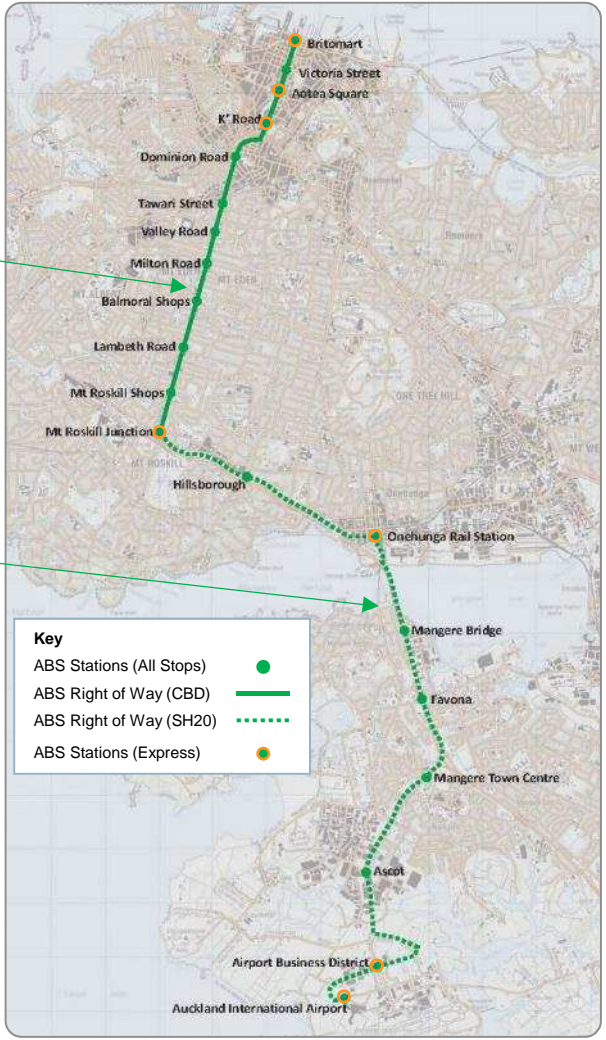 Britomart
Victoria Street
Aotea Square
K' Road
Dominion Road
Tawari Street
Valley Road
Milton Road
MT EDEN
MT ALBERT
Balmoral Shops
Lambeth Road
Mt Roskill Shops
ONE TREE HILL
Mt Roskill Junction
MT ROSKILL
Hillsborough
Onehunga
Onehunga Rail Station
Mangere Bridge
Favona
Mangere Town Centre
Ascot
Airport Business District
Auckland International Airport
Key
ABS Stations (All Stops)
ABS Right of Way (CBD)
ABS Right of Way (SH20)
ABS Stations (Express)